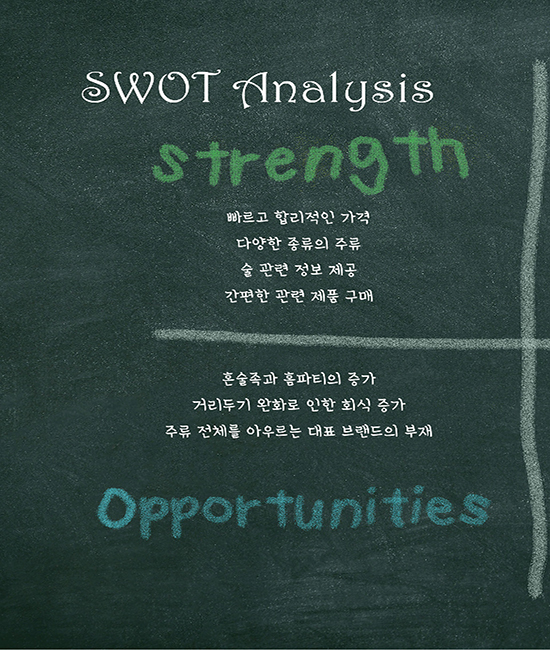 SWOT Analysis
strength
빠르고 합리적인 가격
다양한 종류의 주류
술 관련 정보 제공
간편한 관련 제품 구매
혼술족과 홈파티의 증가
거리두기 완화로 인한 회식 증가
주류 전체를 아우르는 대표 브랜드의 부재
Opportunities